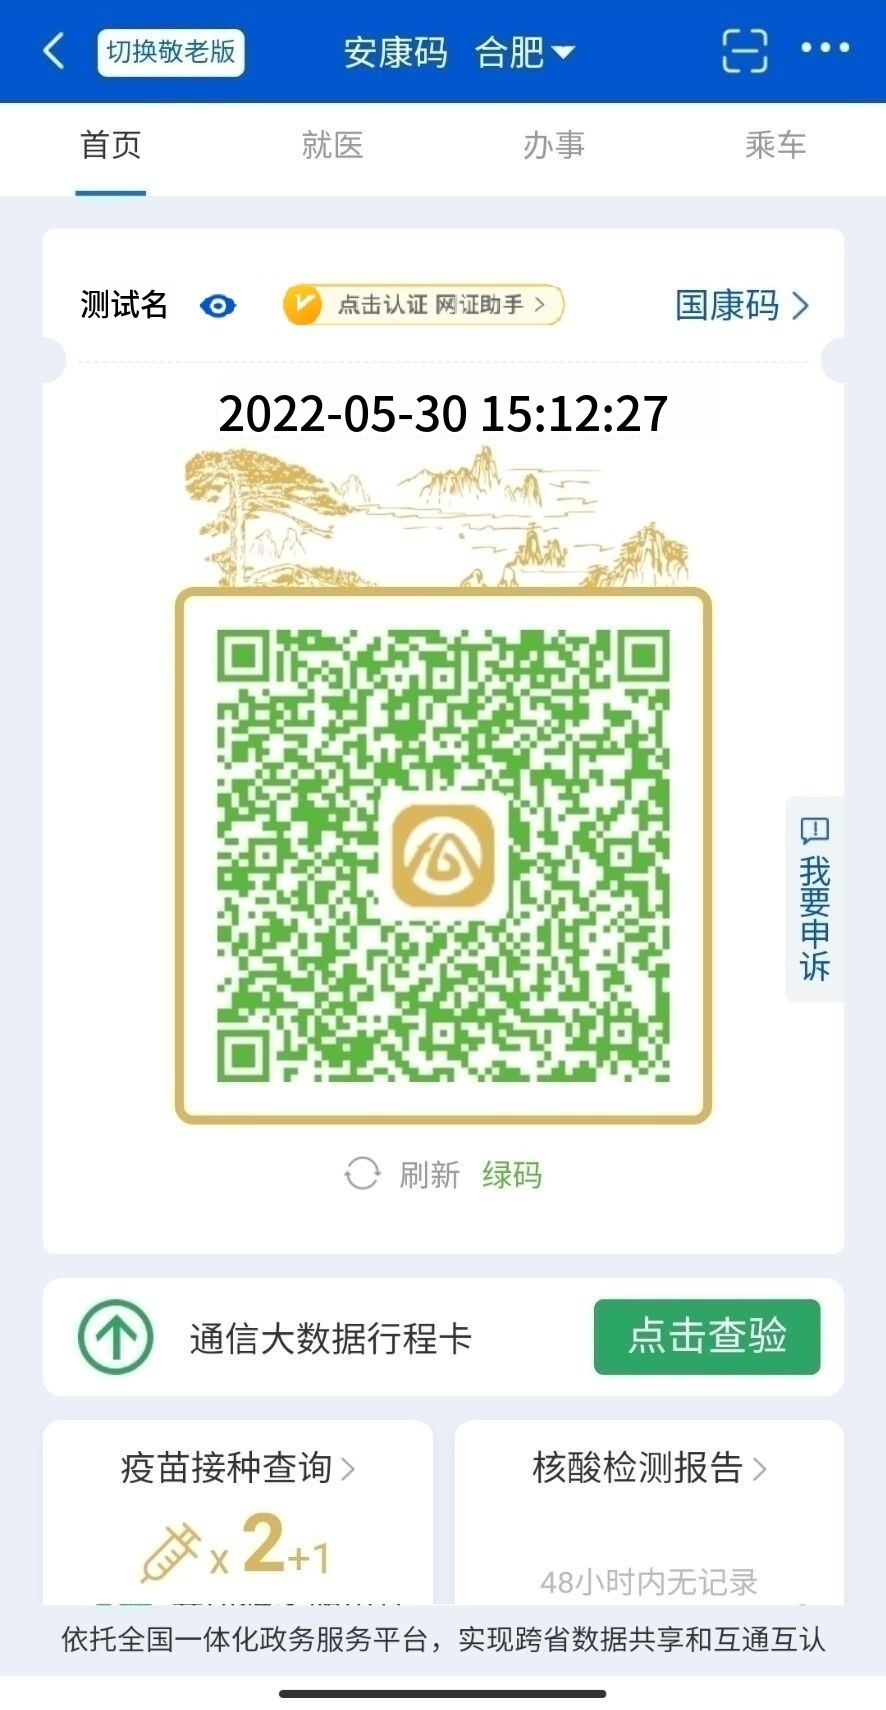 切换敬老版 安康码 合肥
首页 就医 办事 乘车
测试名 点击认证 网证助手 国康码
2022-05-30 15:12:27
我要申诉
刷新 绿码
通信大数据行程卡 点击查验
疫苗接种查询 核酸检测报告
x 2+1
48小时内无记录
依托全国一体化政务服务平台，实现跨省数据共享和互通互认